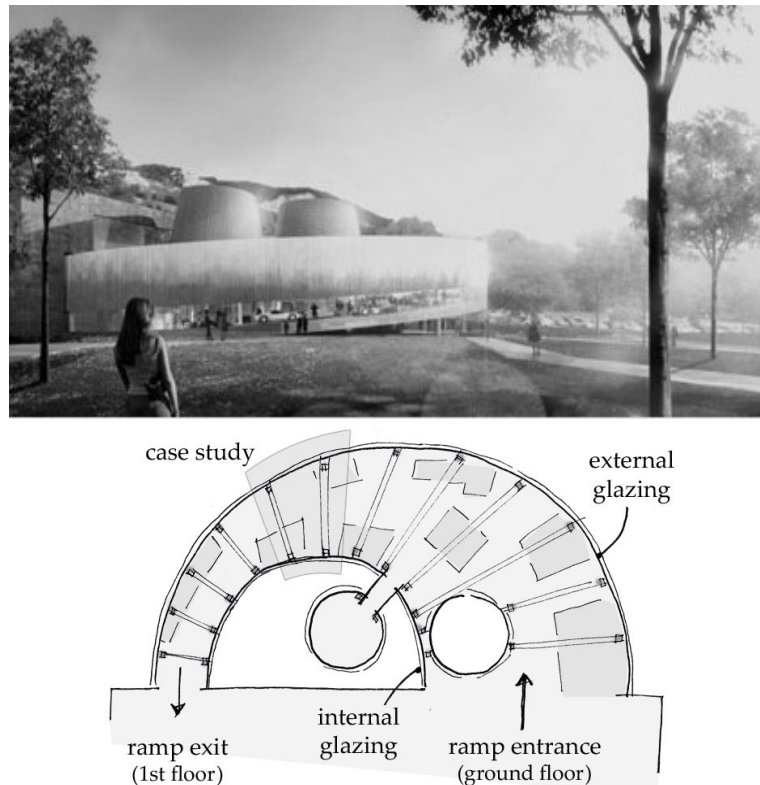 case study
external
glazing
internal
glazing
ramp exit
(1st floor)
ramp entrance
(ground floor)